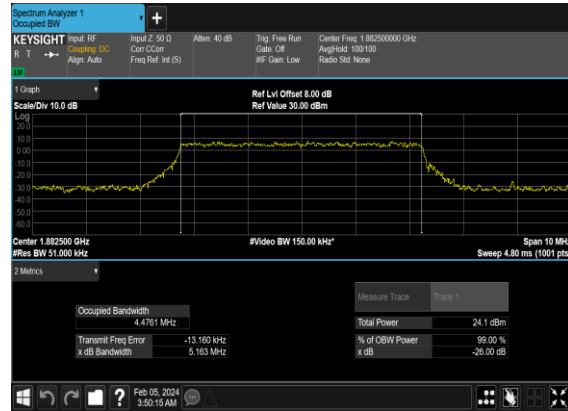 Spectrum Analyzer 1
Occupied BW
+
KEYSIGHT
R T
LW
Input: RF
Coupling: DC
Align: Auto
Input Z: 50 Ω
Corr CCorr
Freq Ref: Int (S)
Atten: 40 dB
Trig: Free Run
Gate: Off
#IF Gain: Low
Center Freq: 1.882500000 GHz
Avg|Hold: 100/100
Radio Std: None
1 Graph
Scale/Div 10.0 dB
Ref Lvl Offset 8.00 dB
Ref Value 30.00 dBm
Log
20.0
10.0
0.00
-10.0
-20.0
-30.0
-40.0
-50.0
-60.0
Center 1.882500 GHz
#Res BW 51.000 kHz
#Video BW 150.00 kHz*
Span 10 MHz
Sweep 4.80 ms (1001 pts
2 Metrics
Measure Trace
Trace 1
Occupied Bandwidth
4.4761 MHz
Total Power
24.1 dBm
Transmit Freq Error
-13.160 kHz
% of OBW Power
99.00 %
x dB Bandwidth
5.163 MHz
x dB
-26.00 dB
?
Feb 05, 2024
3:50:15 AM